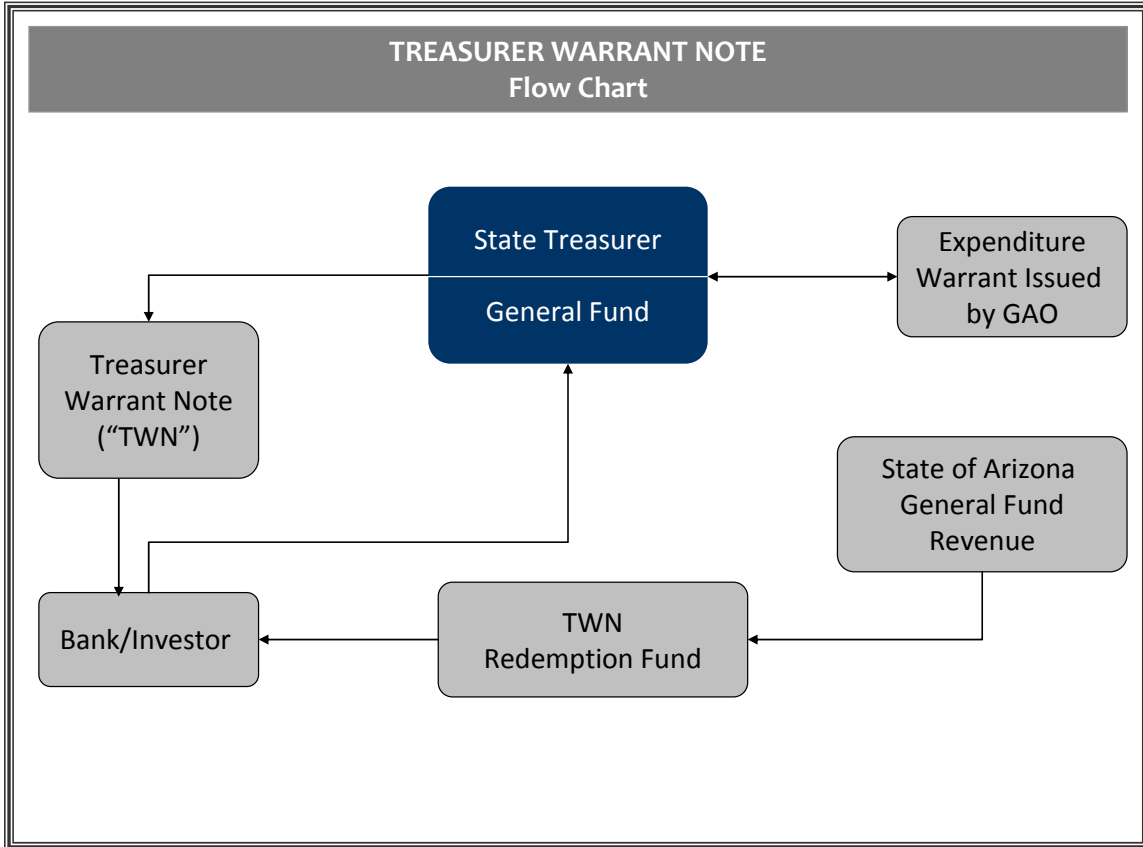 TREASURER WARRANT NOTE
Flow Chart
State Treasurer
General Fund
Expenditure
Warrant Issued
by GAO
Treasurer
Warrant Note
(“TWN”)
State of Arizona
General Fund
Revenue
Bank/Investor
TWN
Redemption Fund